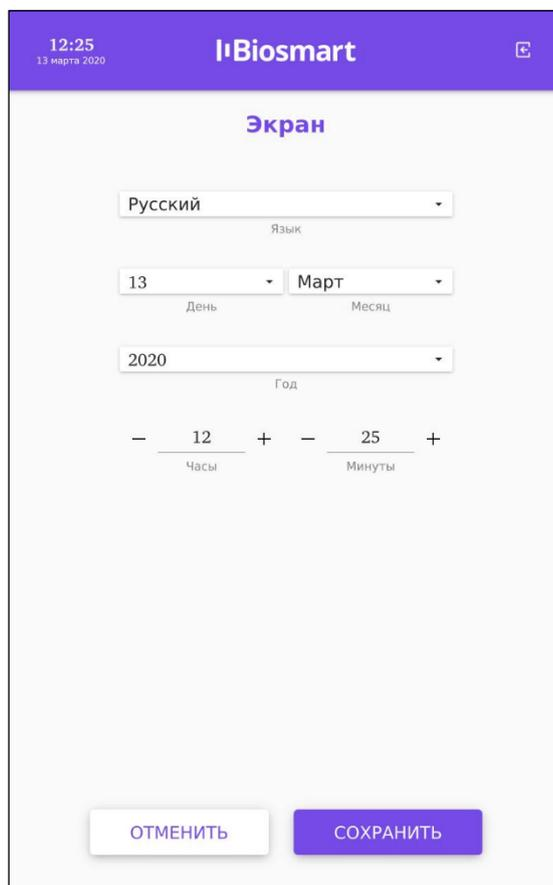 12:25
13 марта 2020
Biosmart
Экран
Русский
Язык
13 Март
День Месяц
2020
Год
− 12 + − 25 +
Часы Минуты
ОТМЕНИТЬ СОХРАНИТЬ